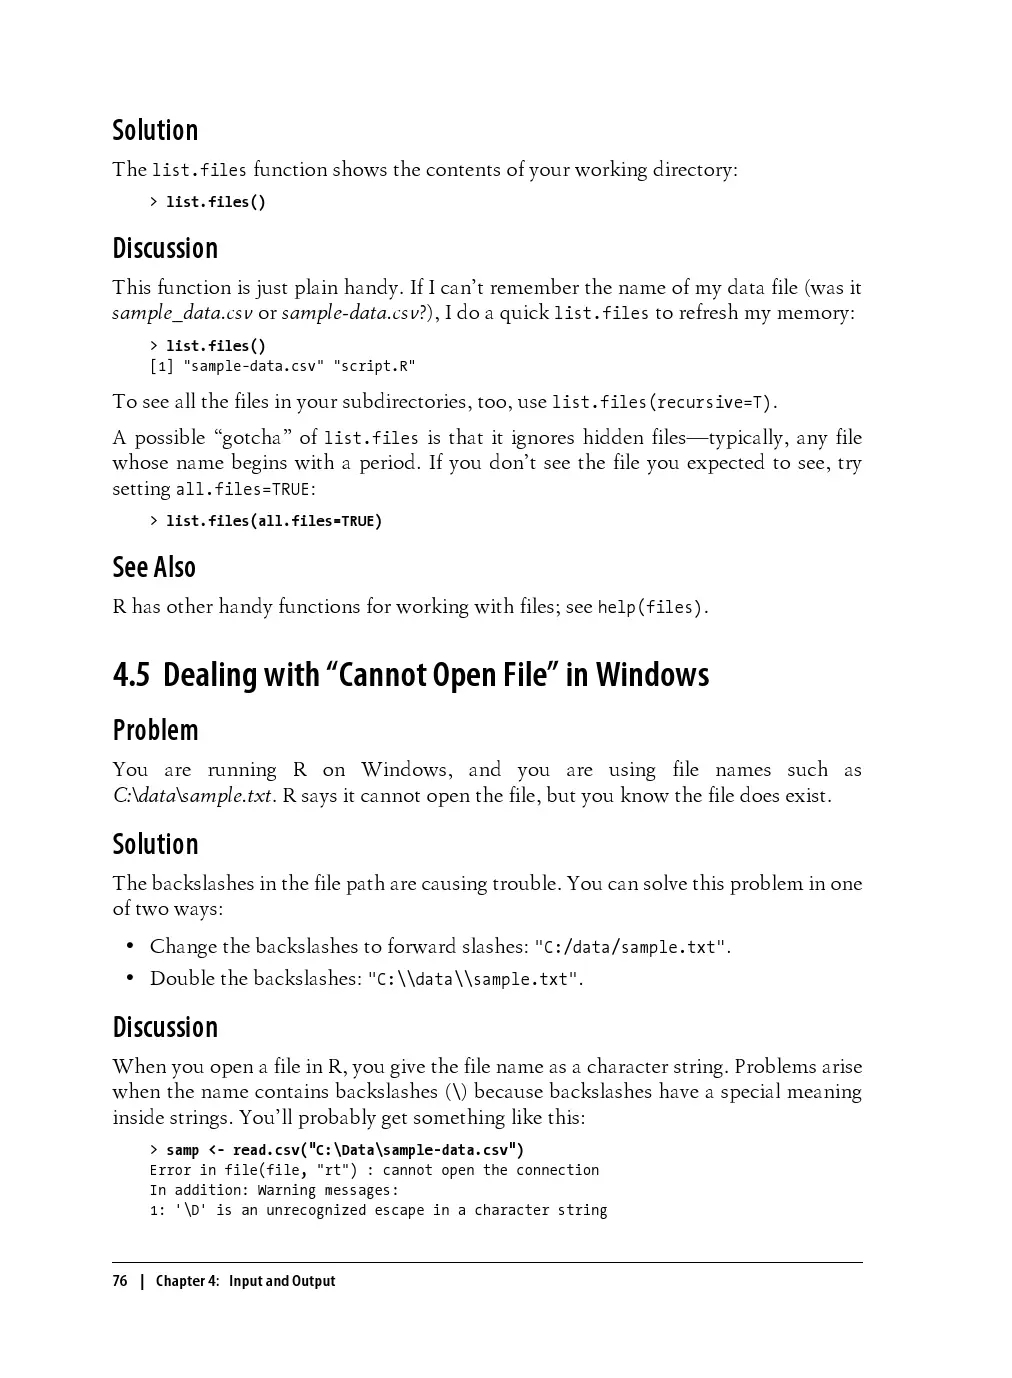 Solution
The list.files function shows the contents of your working directory:
> list.files()
Discussion
This function is just plain handy. If I can’t remember the name of my data file (was it
sample_data.csv or sample-data.csv?), I do a quick list.files to refresh my memory:
> list.files()
[1] "sample-data.csv" "script.R"
To see all the files in your subdirectories, too, use list.files(recursive=T).
A possible “gotcha” of list.files is that it ignores hidden files—typically, any file
whose name begins with a period. If you don’t see the file you expected to see, try
setting all.files=TRUE:
> list.files(all.files=TRUE)
See Also
R has other handy functions for working with files; see help(files).
4.5 Dealing with “Cannot Open File” in Windows
Problem
You are running R on Windows, and you are using file names such as
C:\data\sample.txt. R says it cannot open the file, but you know the file does exist.
Solution
The backslashes in the file path are causing trouble. You can solve this problem in one
of two ways:
• Change the backslashes to forward slashes: "C:/data/sample.txt".
• Double the backslashes: "C:\\data\\sample.txt".
Discussion
When you open a file in R, you give the file name as a character string. Problems arise
when the name contains backslashes (\) because backslashes have a special meaning
inside strings. You’ll probably get something like this:
> samp <- read.csv("C:\Data\sample-data.csv")
Error in file(file, "rt") : cannot open the connection
In addition: Warning messages:
1: '\D' is an unrecognized escape in a character string
76 | Chapter 4: Input and Output